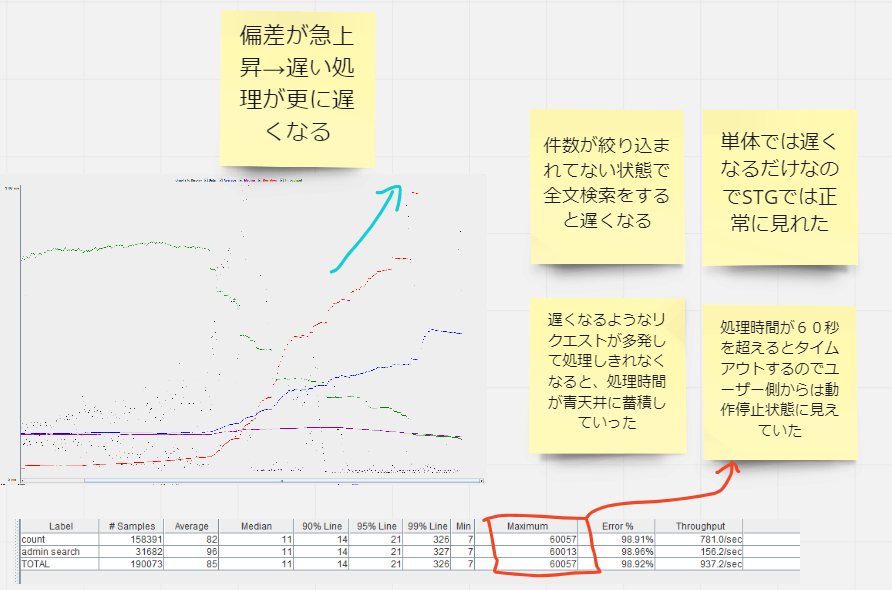 偏差が急上
昇→遅い処
理が更に遅
くなる
件数が絞り込ま
れてない状態で
全文検索をする
と遅くなる
単体では遅く
なるだけなの
でSTGでは正
常に見れた
遅くなるようなリ
クエストが多発し
て処理しきれなく
なると、処理時間
が青天井に蓄積し
ていった
処理時間が６０秒
を超えるとタイム
アウトするのでユ
ーザー側からは動
作停止状態に見え
ていた
Label # Samples Average Median 90% Line 95% Line 99% Line Min Maximum Error % Throughput
count 158391 82 11 14 21 326 7 60057 98.91% 781.0/sec
admin search 31682 96 11 14 21 327 7 60013 98.96% 156.2/sec
TOTAL 190073 85 11 14 21 326 7 60057 98.92% 937.2/sec